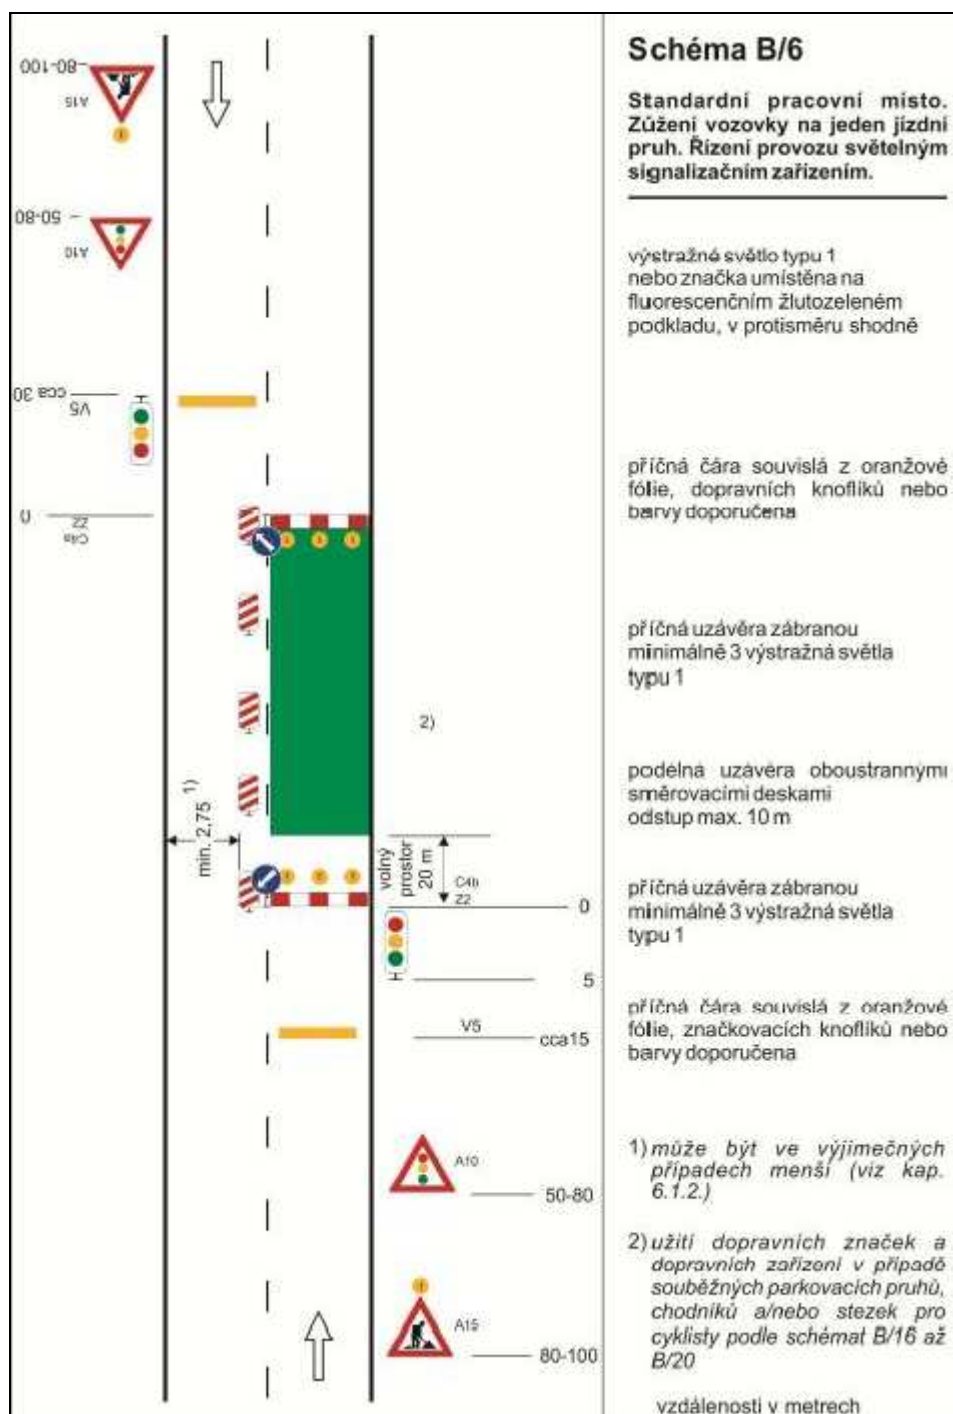 Schéma B/6
Standardní pracovní místo.
Zúžení vozovky na jeden jízdní
pruh. Řízení provozu světelným
signalizačním zařízením.
výstražné světlo typu 1
nebo značka umístěna na
fluorescenčním žlutozeleném
podkladu, v protisměru shodně
příčná čára souvislá z oranžové
fólie, dopravních knoflíků nebo
barvy doporučena
příčná uzávěra zábranou
minimálně 3 výstražná světla
typu 1
podélná uzávěra oboustrannými
směrovacími deskami
odstup max. 10 m
příčná uzávěra zábranou
minimálně 3 výstražná světla
typu 1
příčná čára souvislá z oranžové
fólie, značkovacích knoflíků nebo
barvy doporučena
1) může být ve výjimečných
případech menší (viz kap.
6.1.2.)
2) užití dopravních značek a
dopravních zařízení v případě
souběžných parkovacích pruhů,
chodníků a/nebo stezek pro
cyklisty podle schémat B/16 až
B/20
vzdálenosti v metrech
80-100
A15
50-80
A10
cca 30
V5
0
Z2
C4a
2)
min. 2,75 1)
volný
prostor
20 m
C4b
Z2
0
5
V5
cca15
A10
50-80
A15
80-100